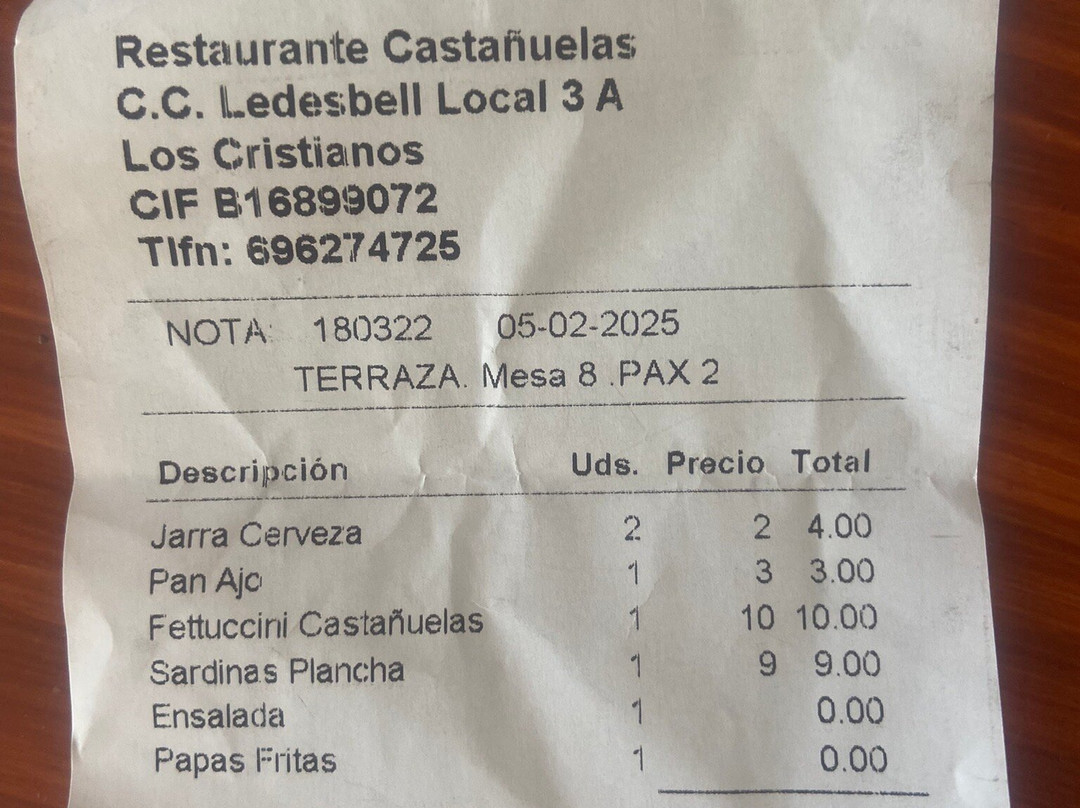 Restaurante Castañuelas
C.C. Ledesbell Local 3 A
Los Cristianos
CIF B16899072
Tlfn: 696274725
NOTA: 180322 05-02-2025
TERRAZA. Mesa 8 .PAX 2
Descripción Uds. Precio Total
Jarra Cerveza 2 2 4.00
Pan Ajo 1 3 3.00
Fettuccini Castañuelas 1 10 10.00
Sardinas Plancha 1 9 9.00
Ensalada 1 0.00
Papas Fritas 1 0.00